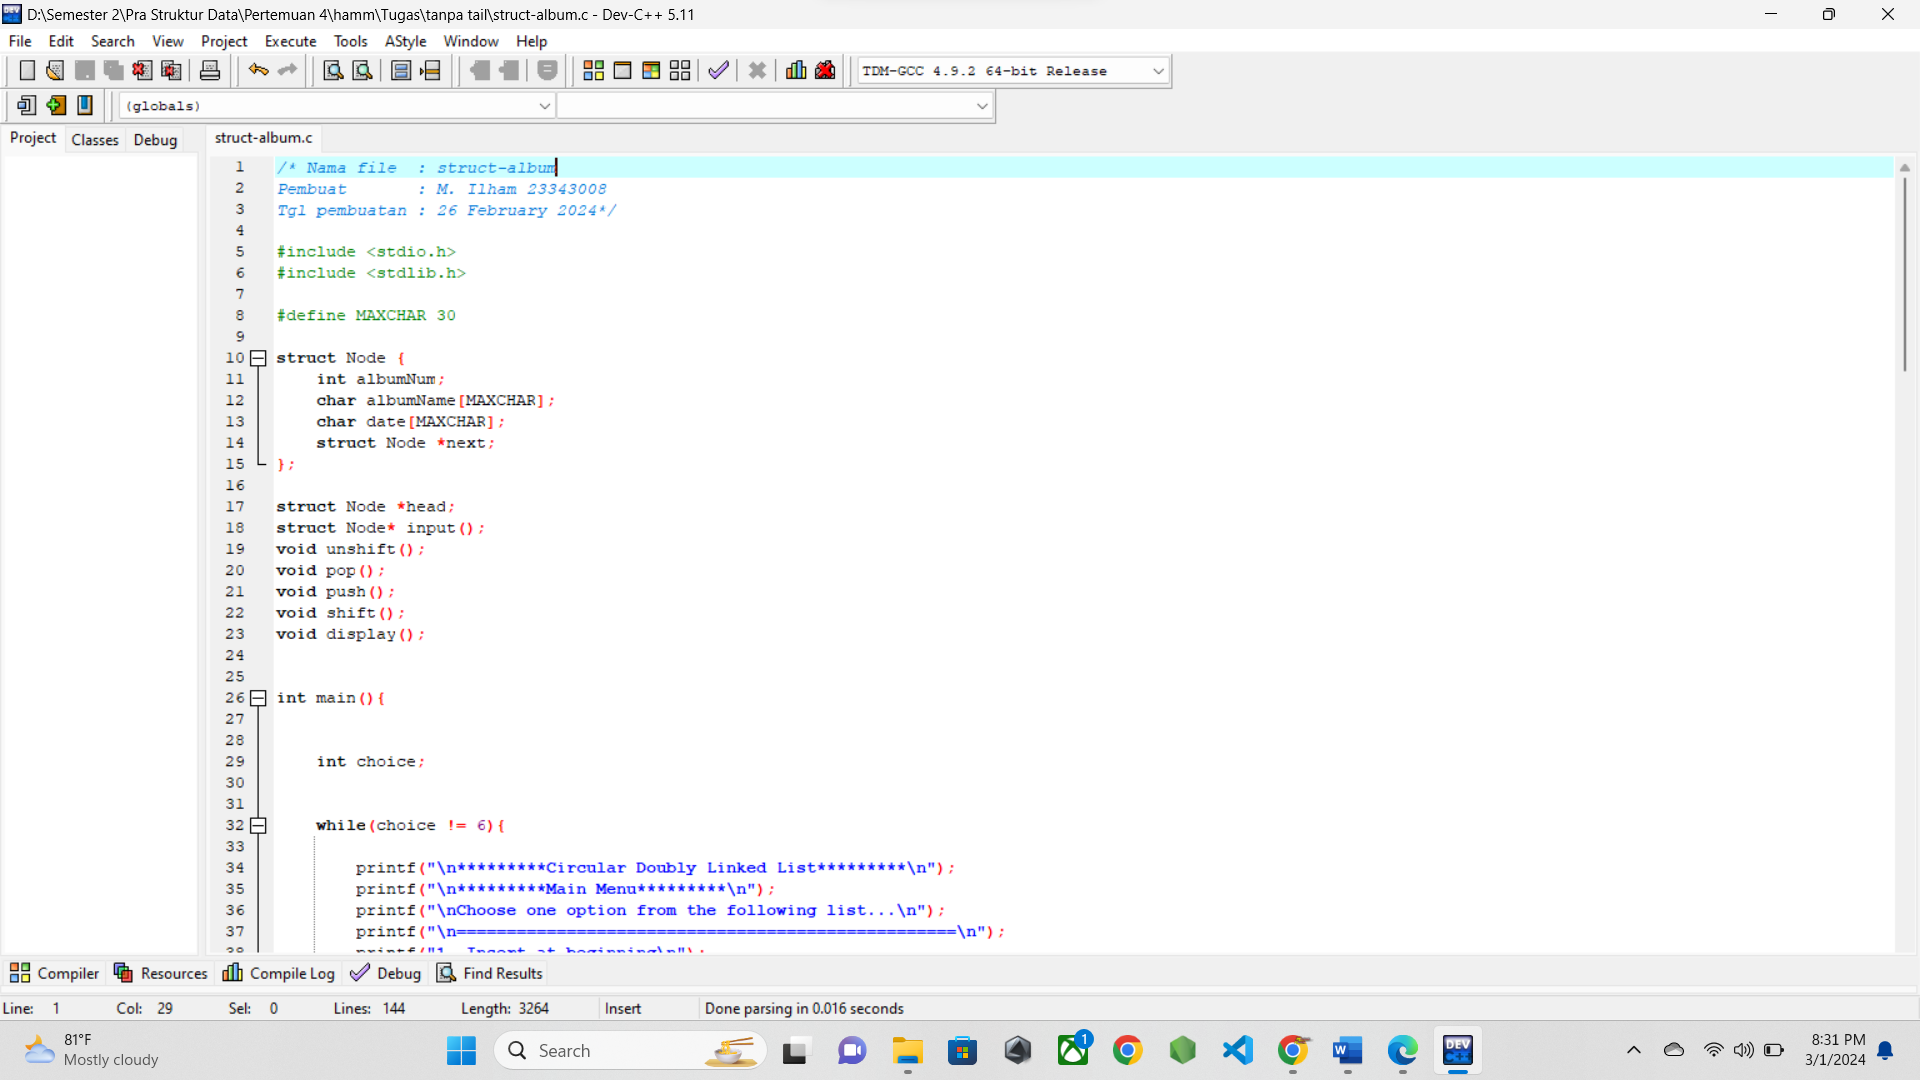 D:\Semester 2\Pra Struktur Data\Pertemuan 4\hamm\Tugas\tanpa tail\struct-album.c - Dev-C++ 5.11
File Edit Search View Project Execute Tools AStyle Window Help
TDM-GCC 4.9.2 64-bit Release
(globals)
Project Classes Debug struct-album.c
1 /* Nama file  : struct-album
2 Pembuat       : M. Ilham 23343008
3 Tgl pembuatan : 26 February 2024*/
4
5 #include <stdio.h>
6 #include <stdlib.h>
7
8 #define MAXCHAR 30
9
10 struct Node {
11     int albumNum;
12     char albumName[MAXCHAR];
13     char date[MAXCHAR];
14     struct Node *next;
15 };
16
17 struct Node *head;
18 struct Node* input();
19 void unshift();
20 void pop();
21 void push();
22 void shift();
23 void display();
24
25
26 int main(){
27
28
29     int choice;
30
31
32     while(choice != 6){
33
34         printf("\n*********Circular Doubly Linked List*********\n");
35         printf("\n*********Main Menu*********\n");
36         printf("\nChoose one option from the following list...\n");
37         printf("\n==================================================\n");
38         printf("1. Insert at beginning\n");
Compiler Resources Compile Log Debug Find Results
Line: 1 Col: 29 Sel: 0 Lines: 144 Length: 3264 Insert Done parsing in 0.016 seconds
81°F
Mostly cloudy
Search
1
W
DEV
C++
8:31 PM
3/1/2024